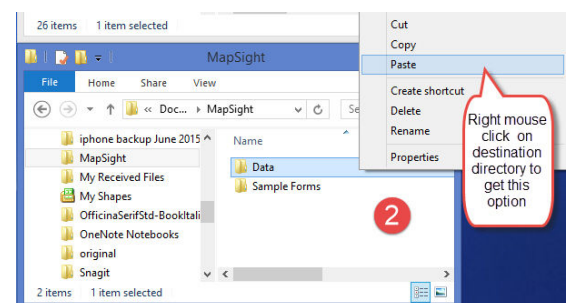 26 items 1 item selected
Cut
Copy
Paste
Create shortcut
Delete
Rename
Properties
MapSight
File Home Share View
« Doc... ▸ MapSight
Se
iphone backup June 2015
MapSight
My Received Files
My Shapes
OfficinaSerifStd-BookItali
OneNote Notebooks
original
Snagit
Name
Data
Sample Forms
2
Right mouse
click on
destination
directory to
get this
option
2 items 1 item selected